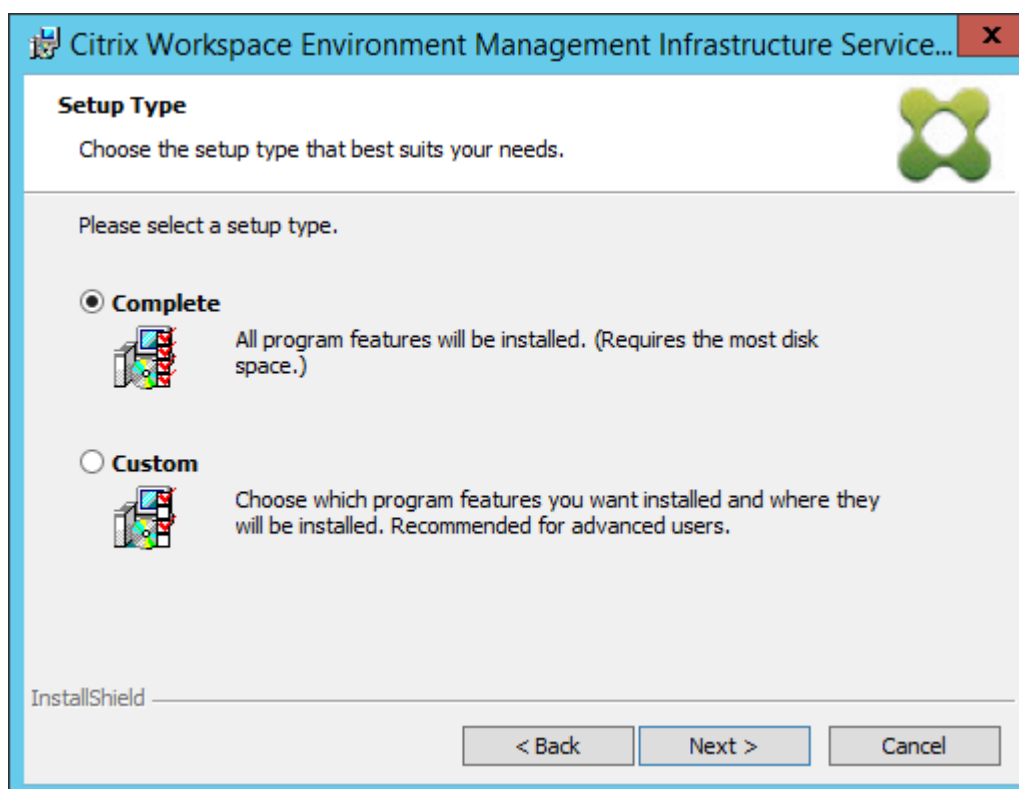 Citrix Workspace Environment Management Infrastructure Service...
x
Setup Type
Choose the setup type that best suits your needs.
Please select a setup type.
Complete
All program features will be installed. (Requires the most disk
space.)
Custom
Choose which program features you want installed and where they
will be installed. Recommended for advanced users.
InstallShield
< Back Next > Cancel